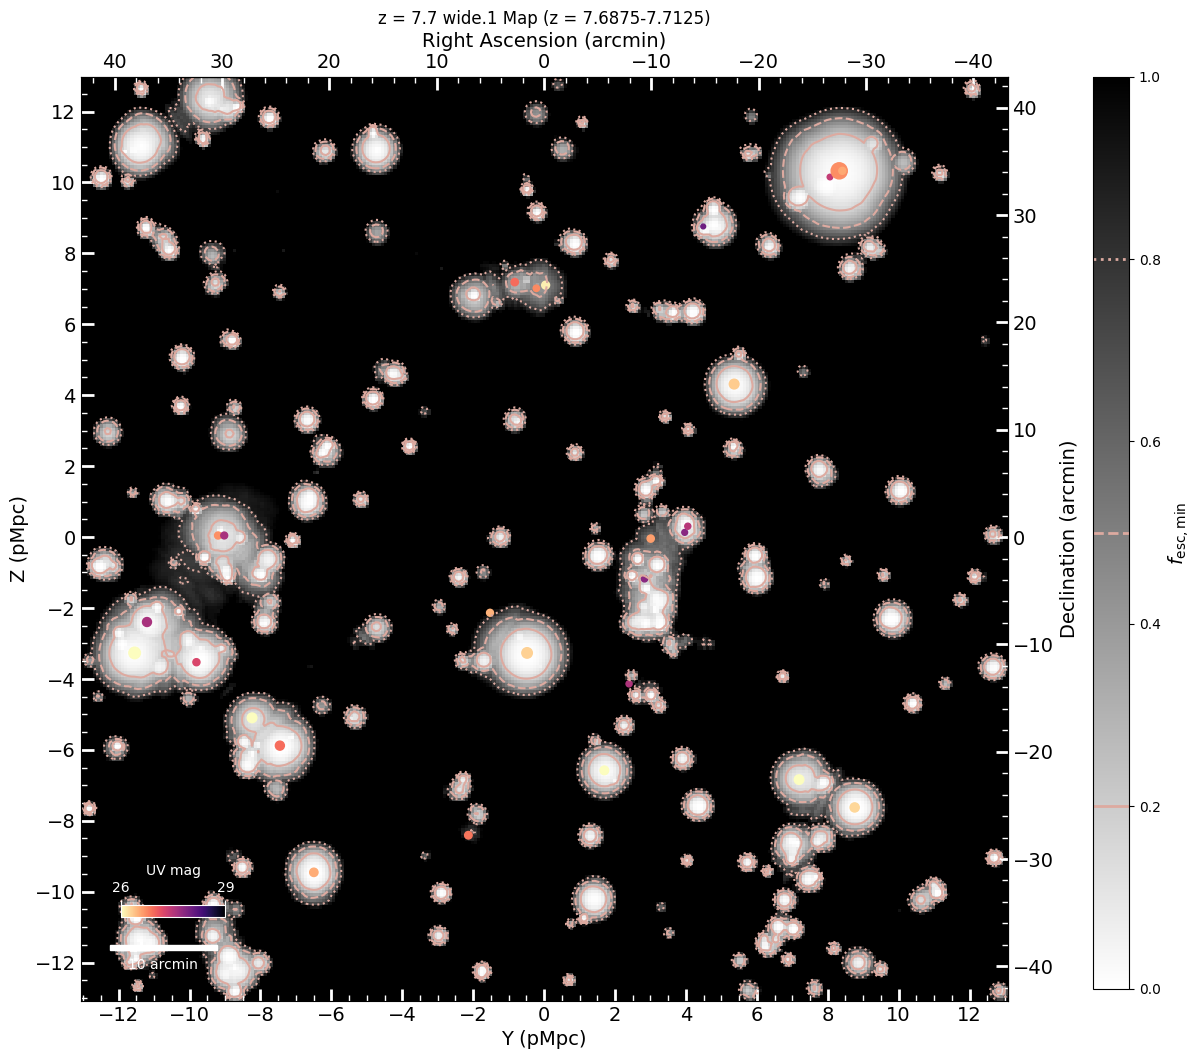 z = 7.7 wide.1 Map (z = 7.6875-7.7125)
Right Ascension (arcmin)
40 30 20 10 0 −10 −20 −30 −40
12 10 8 6 4 2 0 −2 −4 −6 −8 −10 −12
Z (pMpc)
40 30 20 10 0 −10 −20 −30 −40
Declination (arcmin)
1.0 0.8 0.6 0.4 0.2 0.0
fesc, min
UV mag
26 29
10 arcmin
−12 −10 −8 −6 −4 −2 0 2 4 6 8 10 12
Y (pMpc)